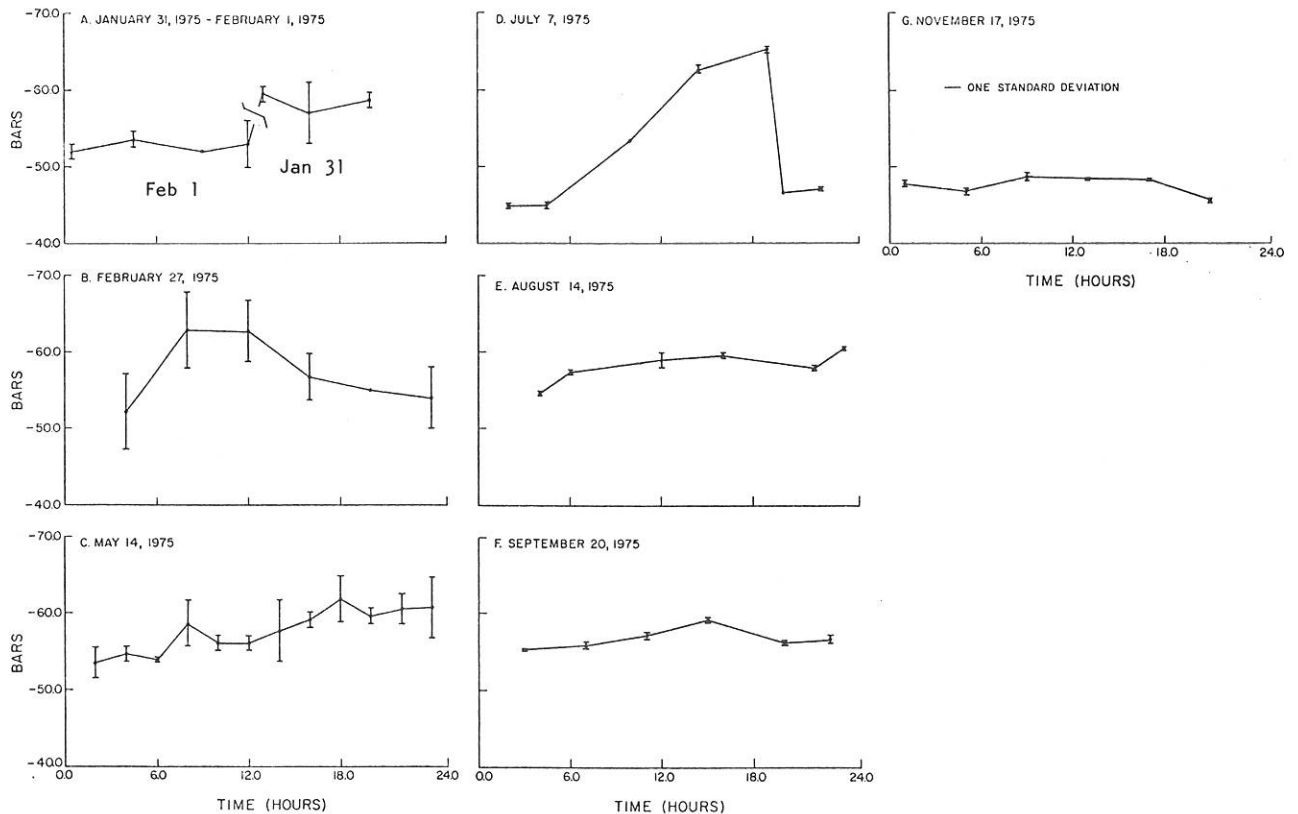 A. JANUARY 31, 1975 - FEBRUARY 1, 1975
-70.0
-60.0
-50.0
-40.0
BARS
Feb 1
Jan 31
B. FEBRUARY 27, 1975
-70.0
-60.0
-50.0
-40.0
BARS
C. MAY 14, 1975
-70.0
-60.0
-50.0
-40.0
BARS
0.0 6.0 12.0 18.0 24.0
TIME (HOURS)
D. JULY 7, 1975
E. AUGUST 14, 1975
F. SEPTEMBER 20, 1975
0.0 6.0 12.0 18.0 24.0
TIME (HOURS)
G. NOVEMBER 17, 1975
ONE STANDARD DEVIATION
0.0 6.0 12.0 18.0 24.0
TIME (HOURS)